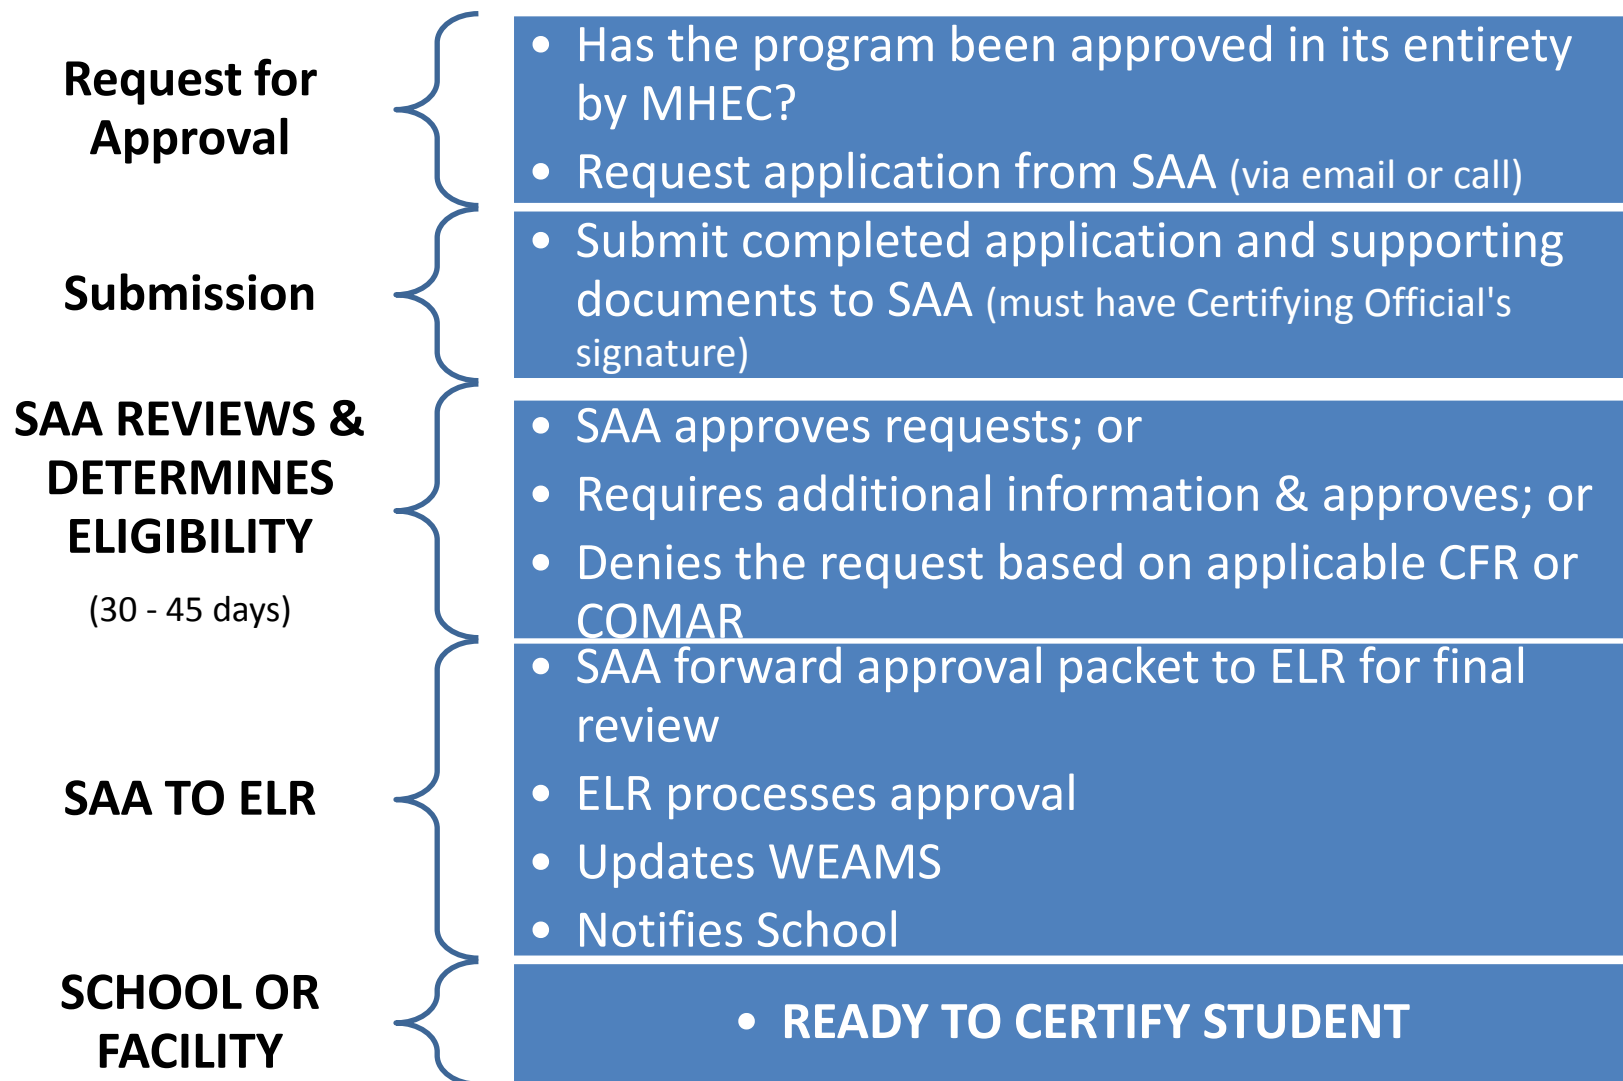 Request for
Approval
• Has the program been approved in its entirety
by MHEC?
• Request application from SAA (via email or call)
Submission
• Submit completed application and supporting
documents to SAA (must have Certifying Official's
signature)
SAA REVIEWS &
DETERMINES
ELIGIBILITY
(30 - 45 days)
• SAA approves requests; or
• Requires additional information & approves; or
• Denies the request based on applicable CFR or
COMAR
SAA TO ELR
• SAA forward approval packet to ELR for final
review
• ELR processes approval
• Updates WEAMS
• Notifies School
SCHOOL OR
FACILITY
• READY TO CERTIFY STUDENT